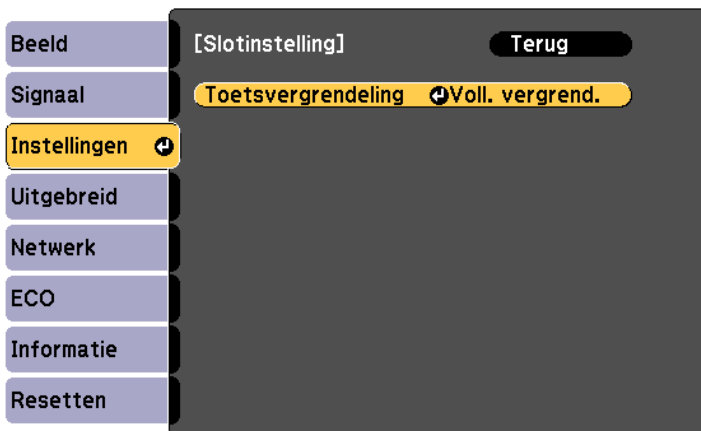 Beeld
Signaal
Instellingen
Uitgebreid
Netwerk
ECO
Informatie
Resetten
[Slotinstelling] Terug
Toetsvergrendeling Voll. vergrend.